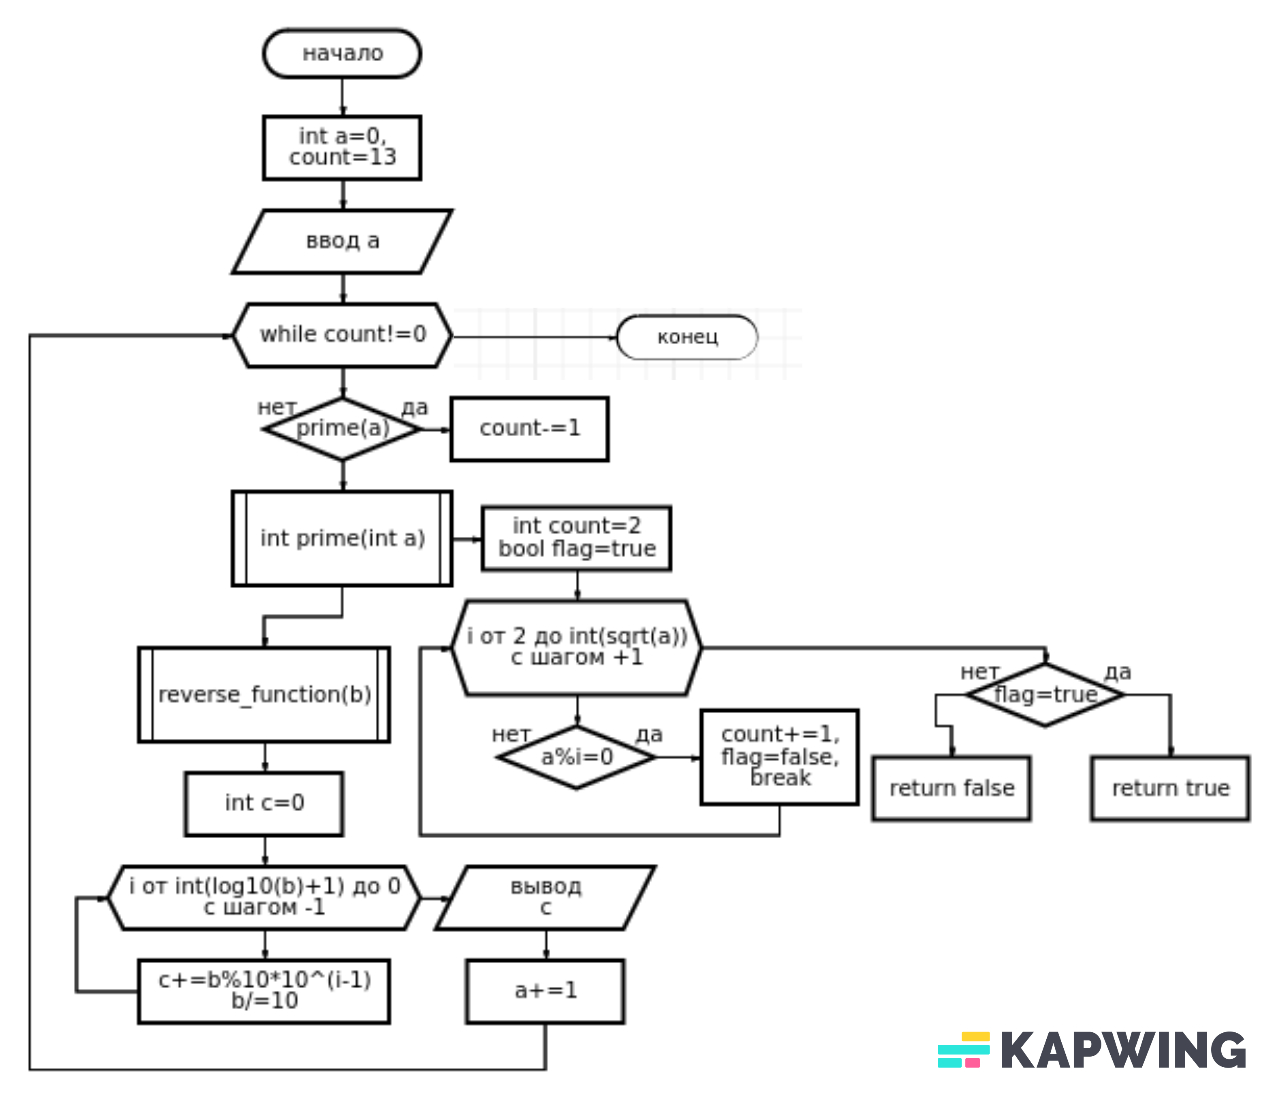 начало
int a=0,
count=13
ввод a
while count!=0
конец
нет
да
prime(a)
count-=1
int prime(int a)
int count=2
bool flag=true
i от 2 до int(sqrt(a))
с шагом +1
нет
да
flag=true
reverse_function(b)
нет
да
a%i=0
count+=1,
flag=false,
break
return false
return true
int c=0
i от int(log10(b)+1) до 0
с шагом -1
вывод
c
c+=b%10*10^(i-1)
b/=10
a+=1
KAPWING